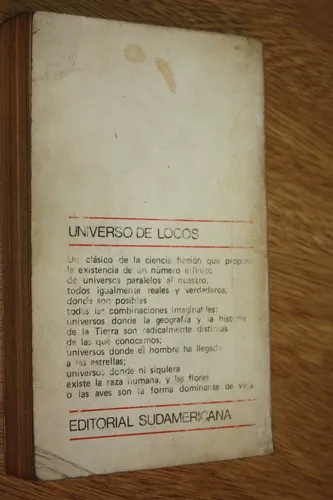 UNIVERSO DE LOCOS
Un clásico de la ciencia ficción que propone
la existencia de un número infinito
de universos paralelos al nuestro,
todos igualmente reales y verdaderos,
donde son posibles
todas las combinaciones imaginables:
universos donde la geografía y la historia
de la Tierra son radicalmente distintas
de las que conocemos;
universos donde el hombre ha llegado
a las estrellas;
universos donde ni siquiera
existe la raza humana, y las flores
o las aves son la forma dominante de vida.
EDITORIAL SUDAMERICANA